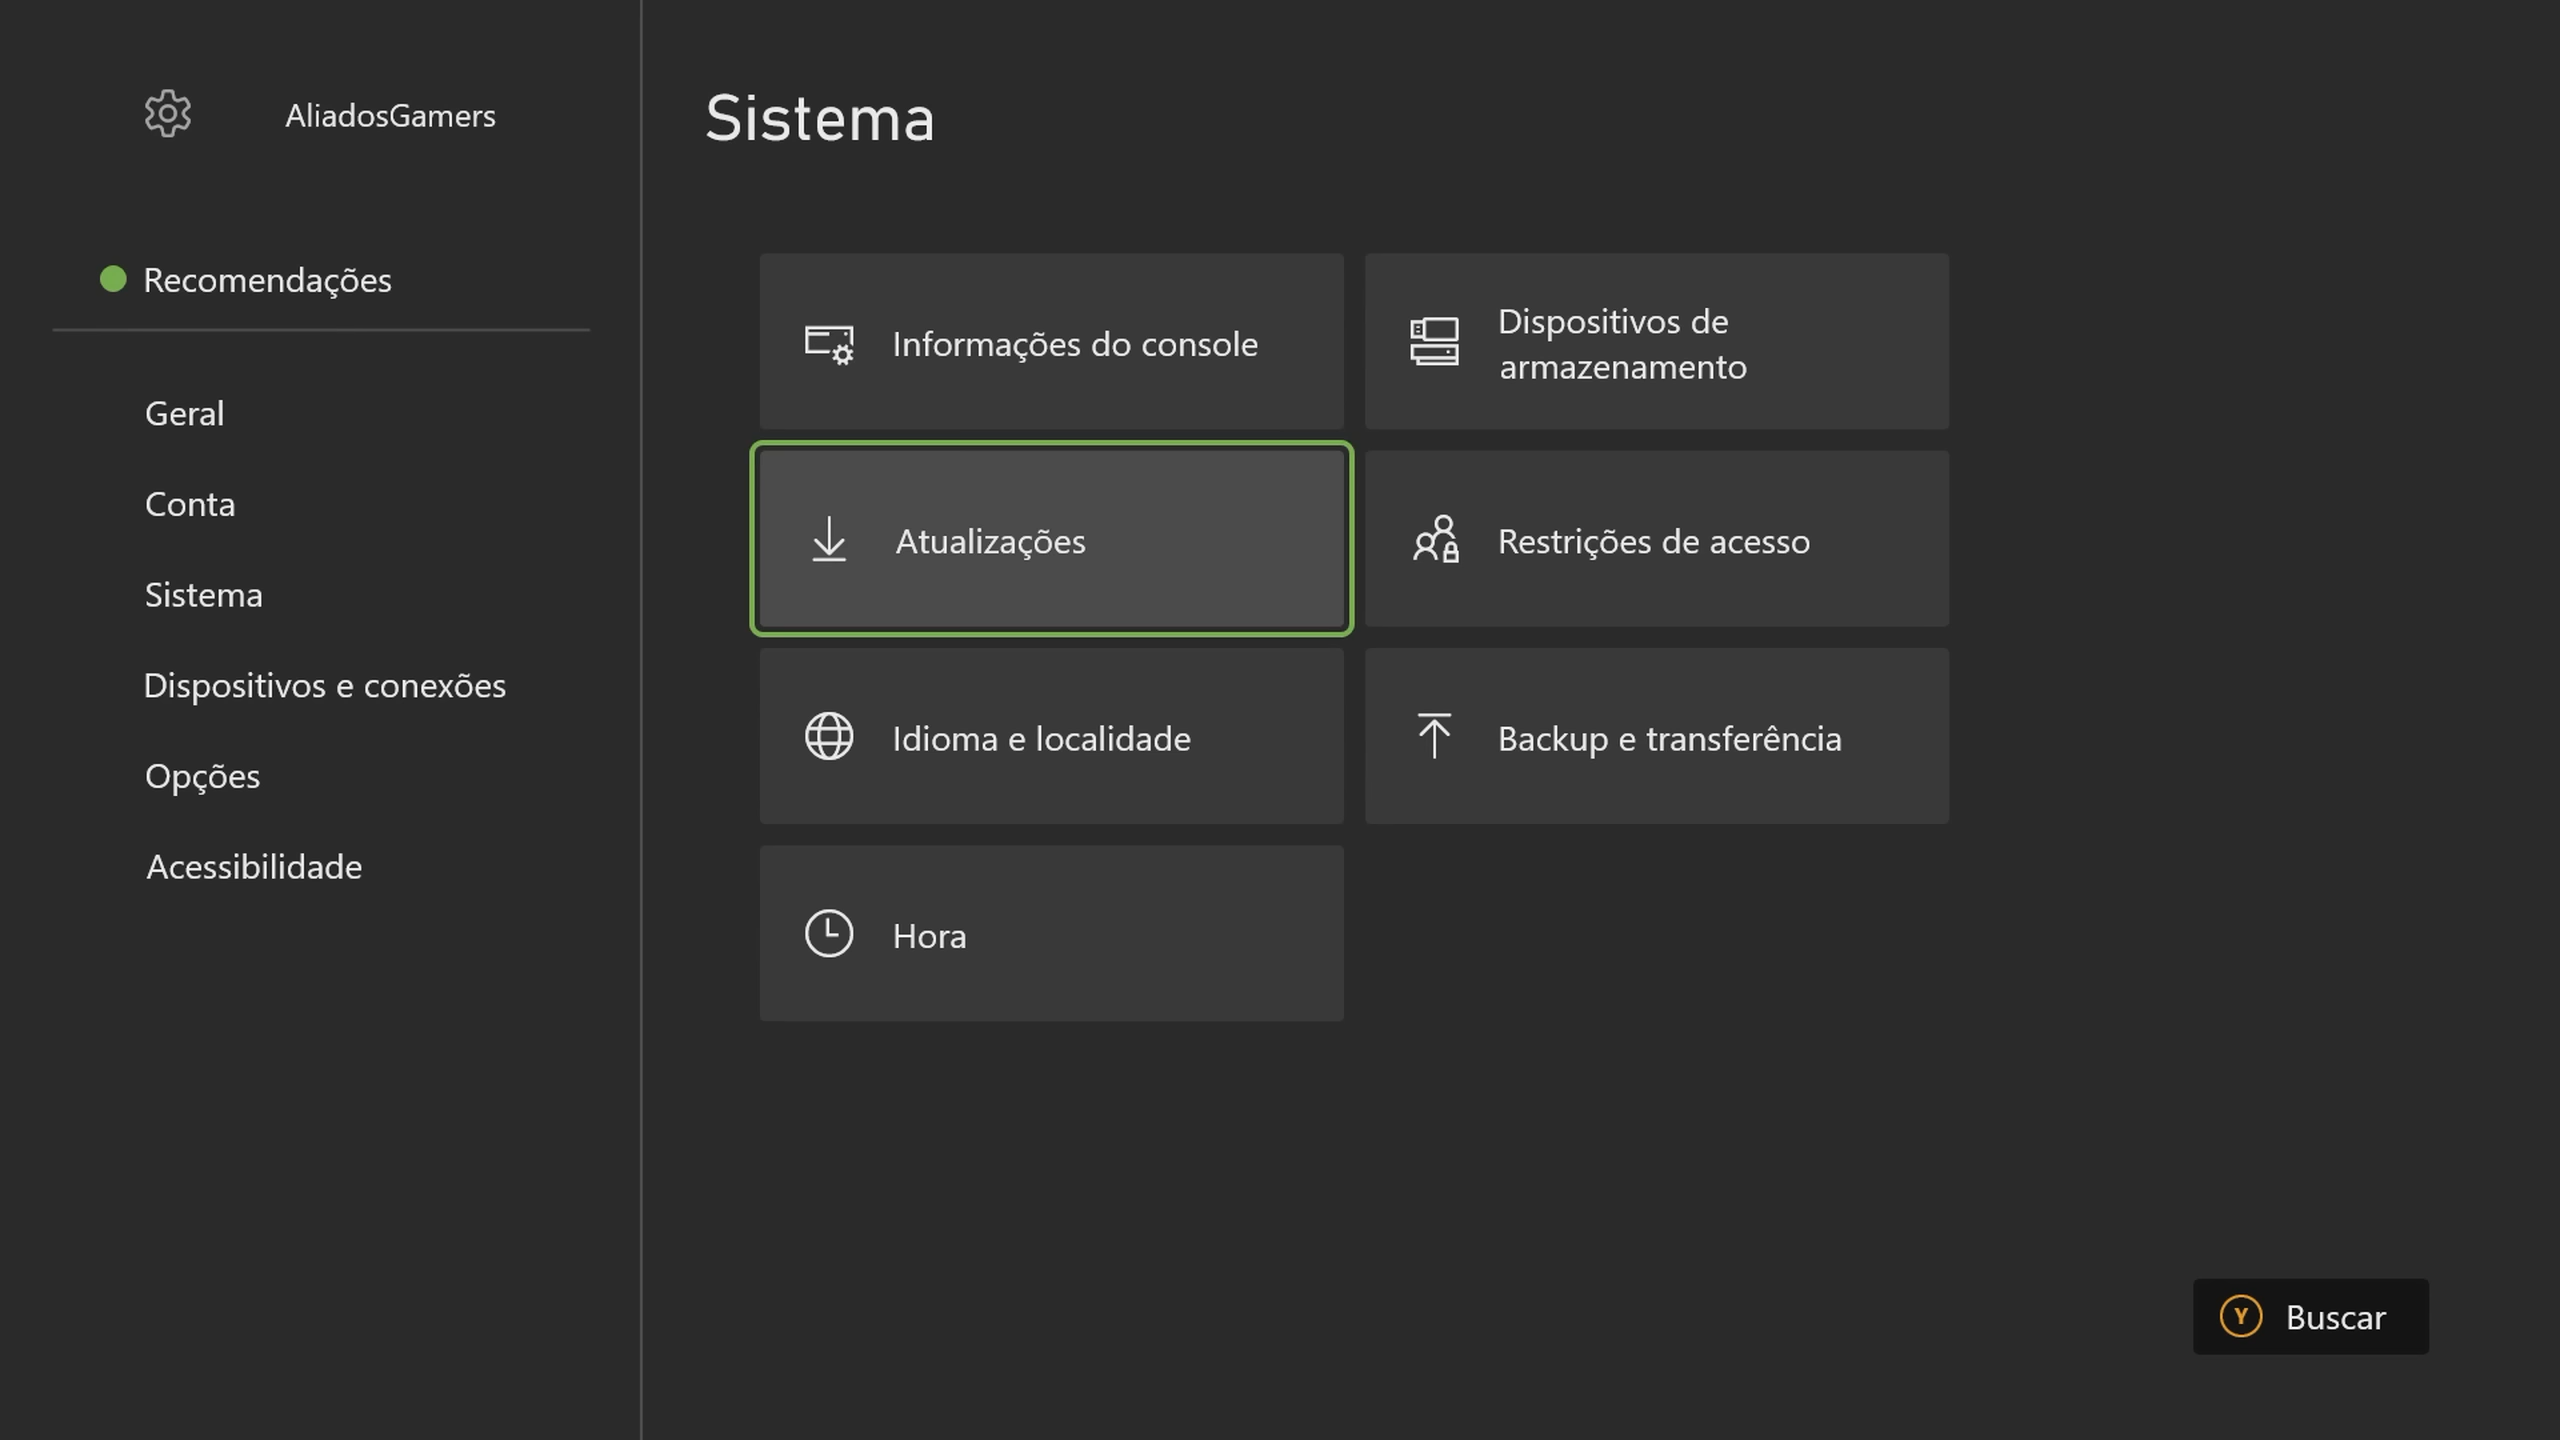 AliadosGamers
Recomendações
Geral
Conta
Sistema
Dispositivos e conexões
Opções
Acessibilidade
Sistema
Informações do console
Dispositivos de
armazenamento
Atualizações
Restrições de acesso
Idioma e localidade
Backup e transferência
Hora
Y Buscar